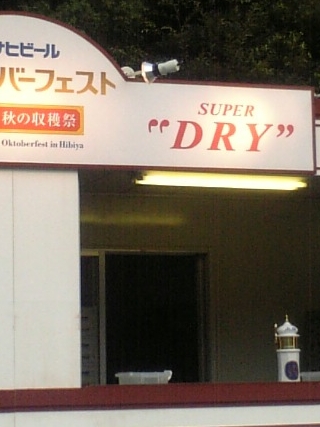 サヒビール
バーフェスト
秋の収穫祭
Oktoberfest in Hibiya
SUPER
“DRY”